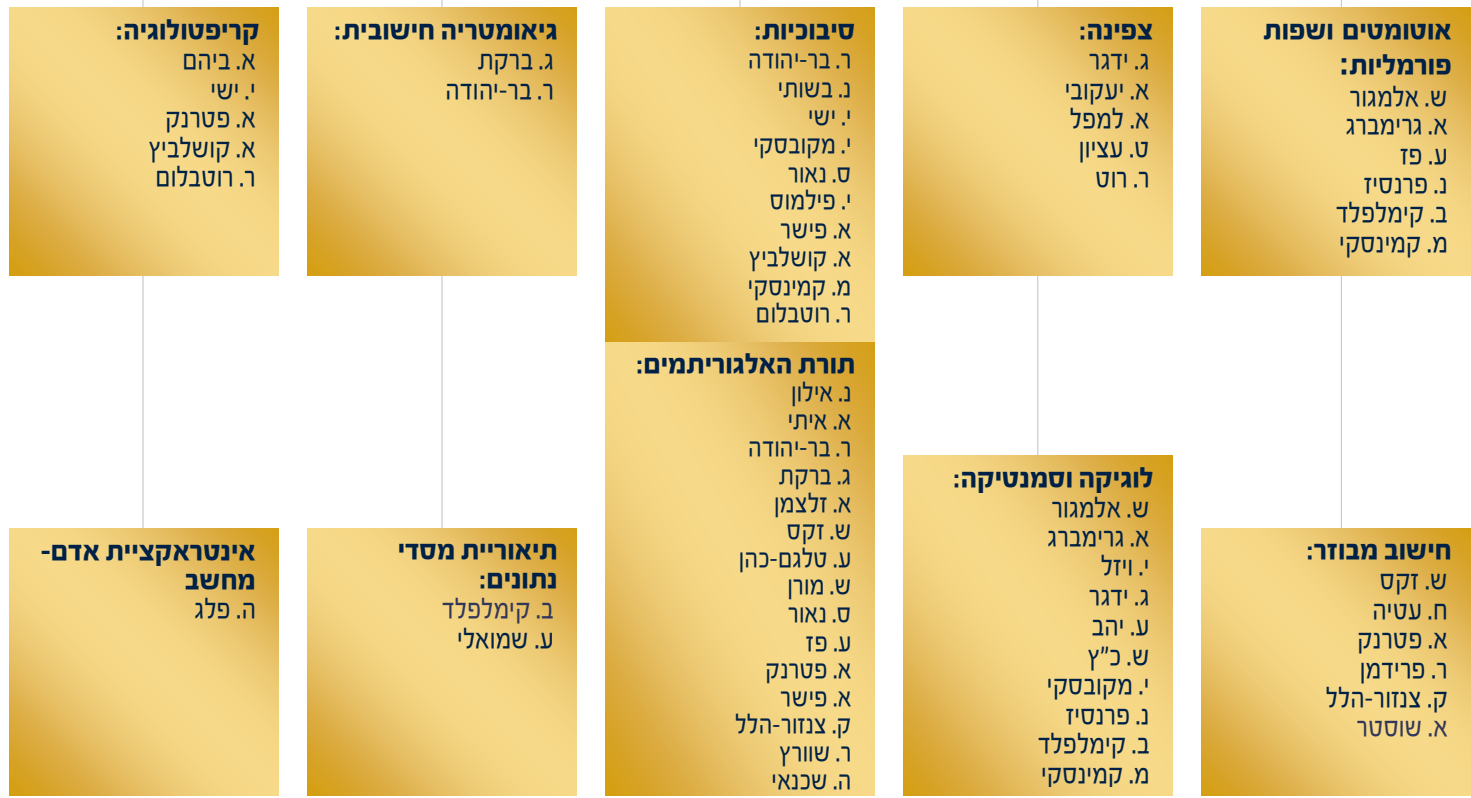 אוטומטים ושפות
פורמליות:
ש. אלמגור
א. גרימברג
ע. פז
נ. פרנסיז
ב. קימלפלד
מ. קמינסקי
צפינה:
ג. ידגר
א. יעקובי
א. למפל
ט. עציון
ר. רוט
סיבוכיות:
ר. בר-יהודה
נ. בשותי
י. ישי
י. מקובסקי
ס. נאור
י. פילמוס
א. פישר
א. קושלביץ
מ. קמינסקי
ר. רוטבלום
גיאומטריה חישובית:
ג. ברקת
ר. בר-יהודה
קריפטולוגיה:
א. ביהם
י. ישי
א. פטרנק
א. קושלביץ
ר. רוטבלום
חישוב מבוזר:
ש. זקס
ח. עטיה
א. פטרנק
ר. פרידמן
ק. צנזור-הלל
א. שוסטר
לוגיקה וסמנטיקה:
ש. אלמגור
א. גרימברג
י. ויזל
ג. ידגר
ע. יהב
ש. כ"ץ
י. מקובסקי
נ. פרנסיז
ב. קימלפלד
מ. קמינסקי
תורת האלגוריתמים:
נ. אילון
א. איתי
ר. בר-יהודה
ג. ברקת
א. זלצמן
ש. זקס
ע. טלגם-כהן
ש. מורן
ס. נאור
ע. פז
א. פטרנק
א. פישר
ק. צנזור-הלל
ר. שוורץ
ה. שכנאי
תיאוריית מסדי
נתונים:
ב. קימלפלד
ע. שמואלי
אינטראקציית אדם-
מחשב
ה. פלג